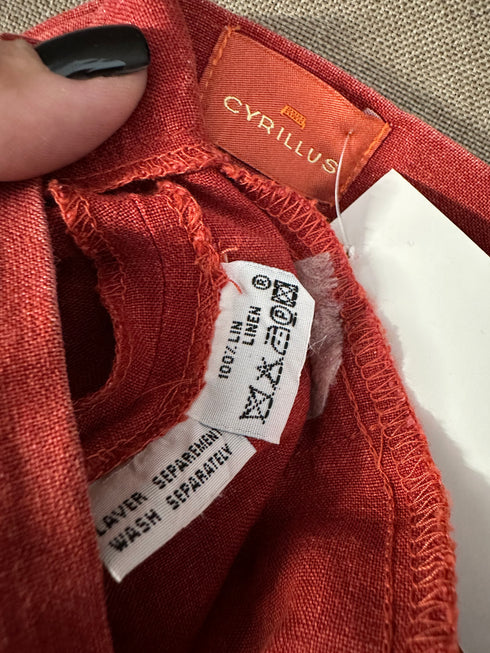 CYRILLUS
®
100% LIN
LINEN
LAVER SEPAREMENT
WASH SEPARATELY